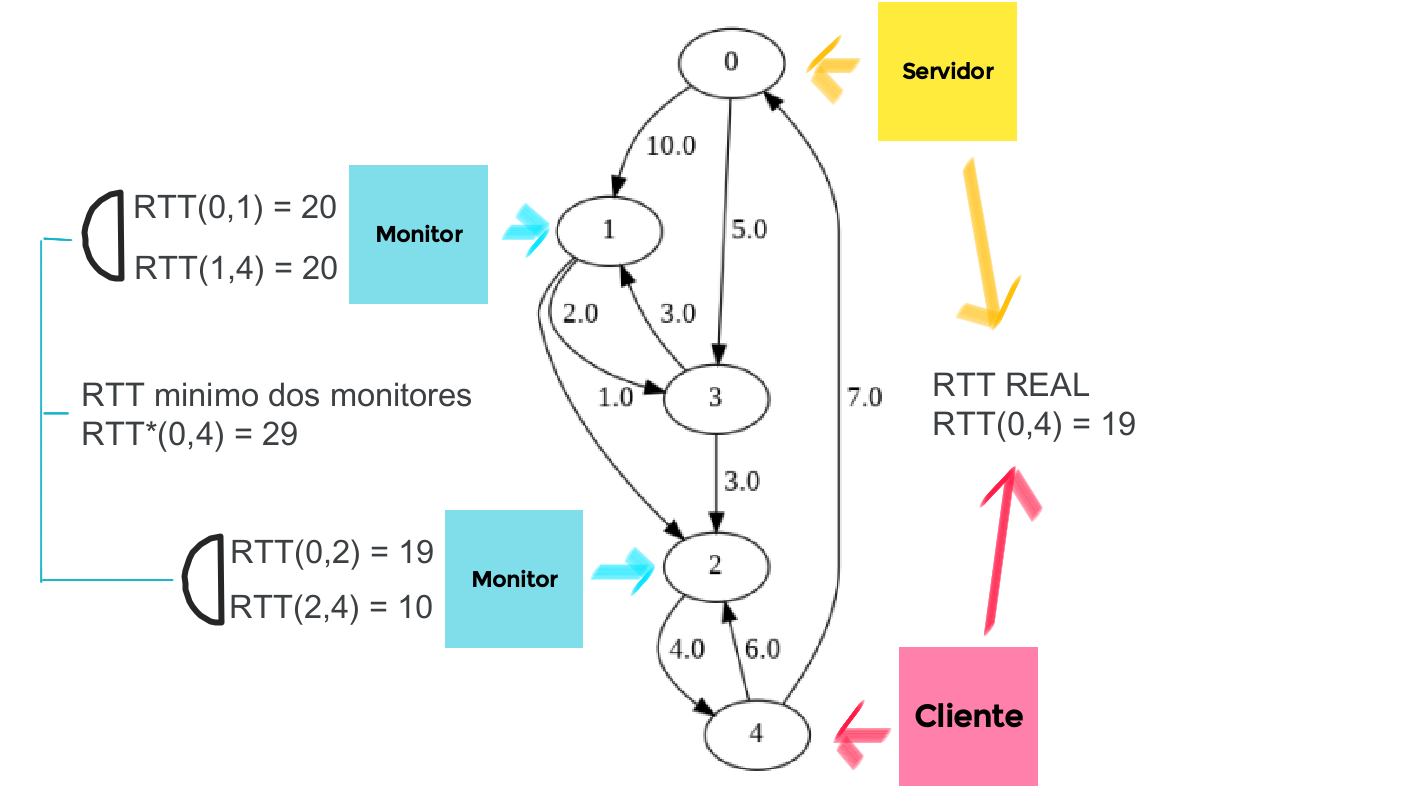 0
Servidor
10.0
RTT(0,1) = 20
RTT(1,4) = 20
Monitor
1
5.0
2.0
3.0
RTT minimo dos monitores
RTT*(0,4) = 29
1.0
3
7.0
RTT REAL
RTT(0,4) = 19
3.0
RTT(0,2) = 19
RTT(2,4) = 10
Monitor
2
4.0
6.0
4
Cliente